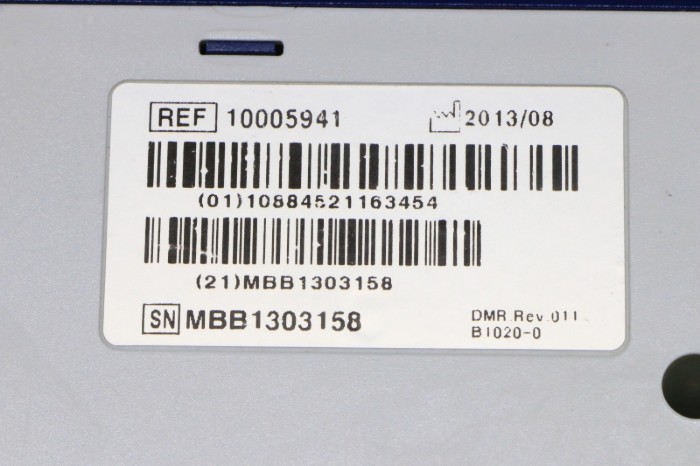 REF 10005941 2013/08
(01)10884521163454
(21)MBB1303158
SN MBB1303158
DMR.Rev.011
B1020-0